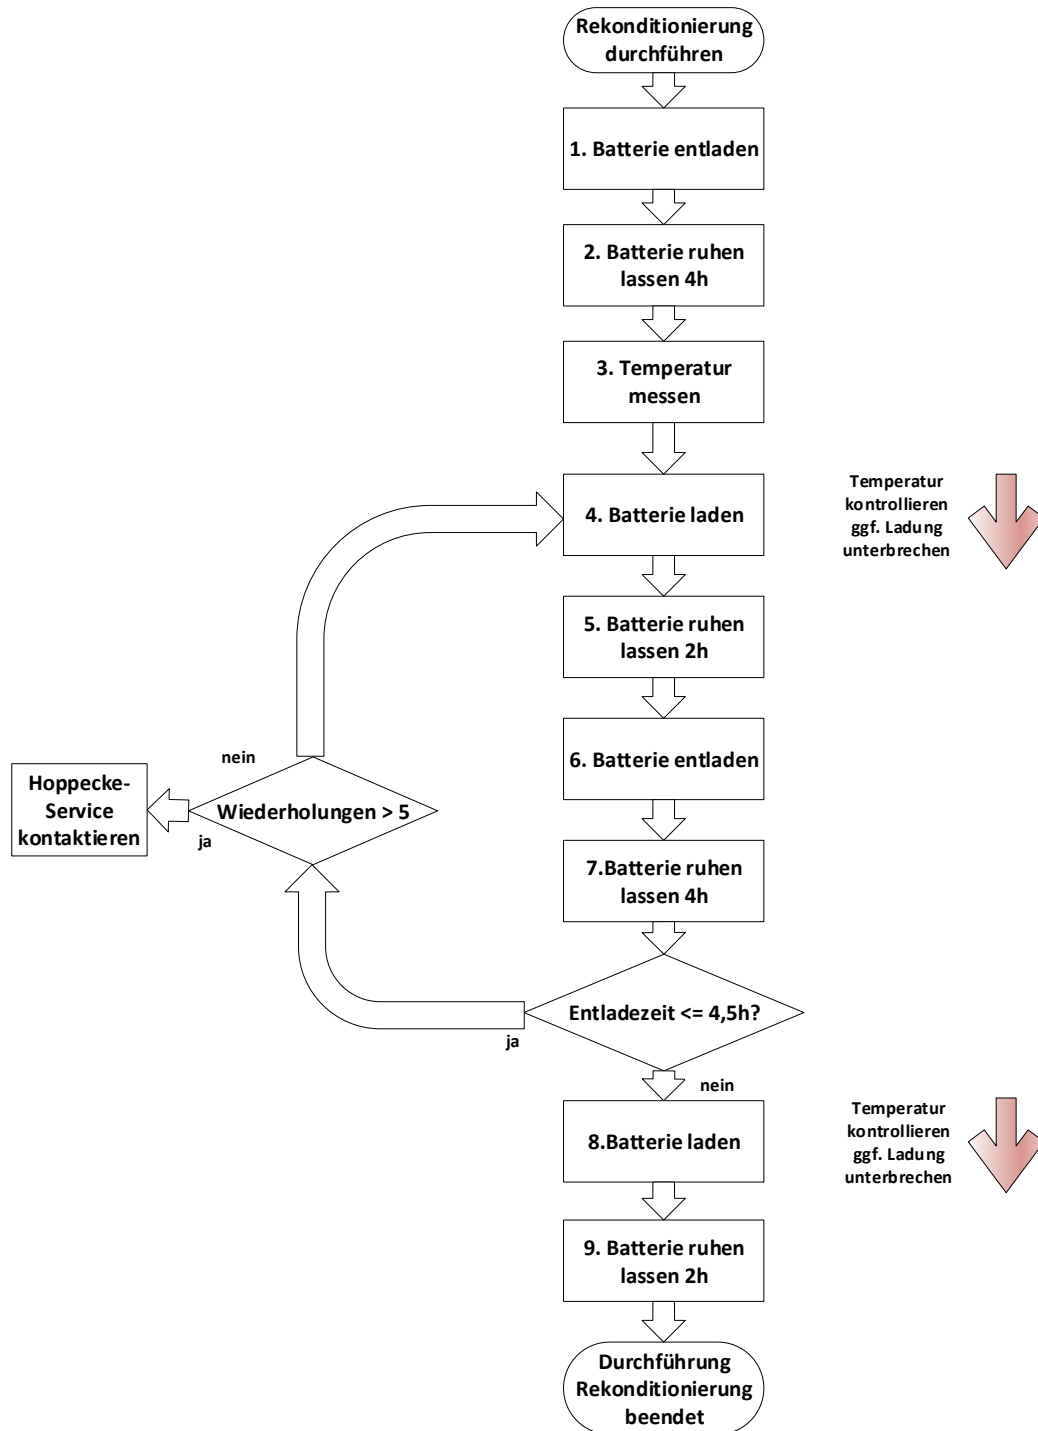 Rekonditionierung
durchführen
1. Batterie entladen
2. Batterie ruhen
lassen 4h
3. Temperatur
messen
4. Batterie laden
Temperatur
kontrollieren
ggf. Ladung
unterbrechen
5. Batterie ruhen
lassen 2h
6. Batterie entladen
nein
Hoppecke-
Service
kontaktieren
ja
Wiederholungen > 5
7.Batterie ruhen
lassen 4h
Entladezeit <= 4,5h?
ja
nein
8.Batterie laden
Temperatur
kontrollieren
ggf. Ladung
unterbrechen
9. Batterie ruhen
lassen 2h
Durchführung
Rekonditionierung
beendet